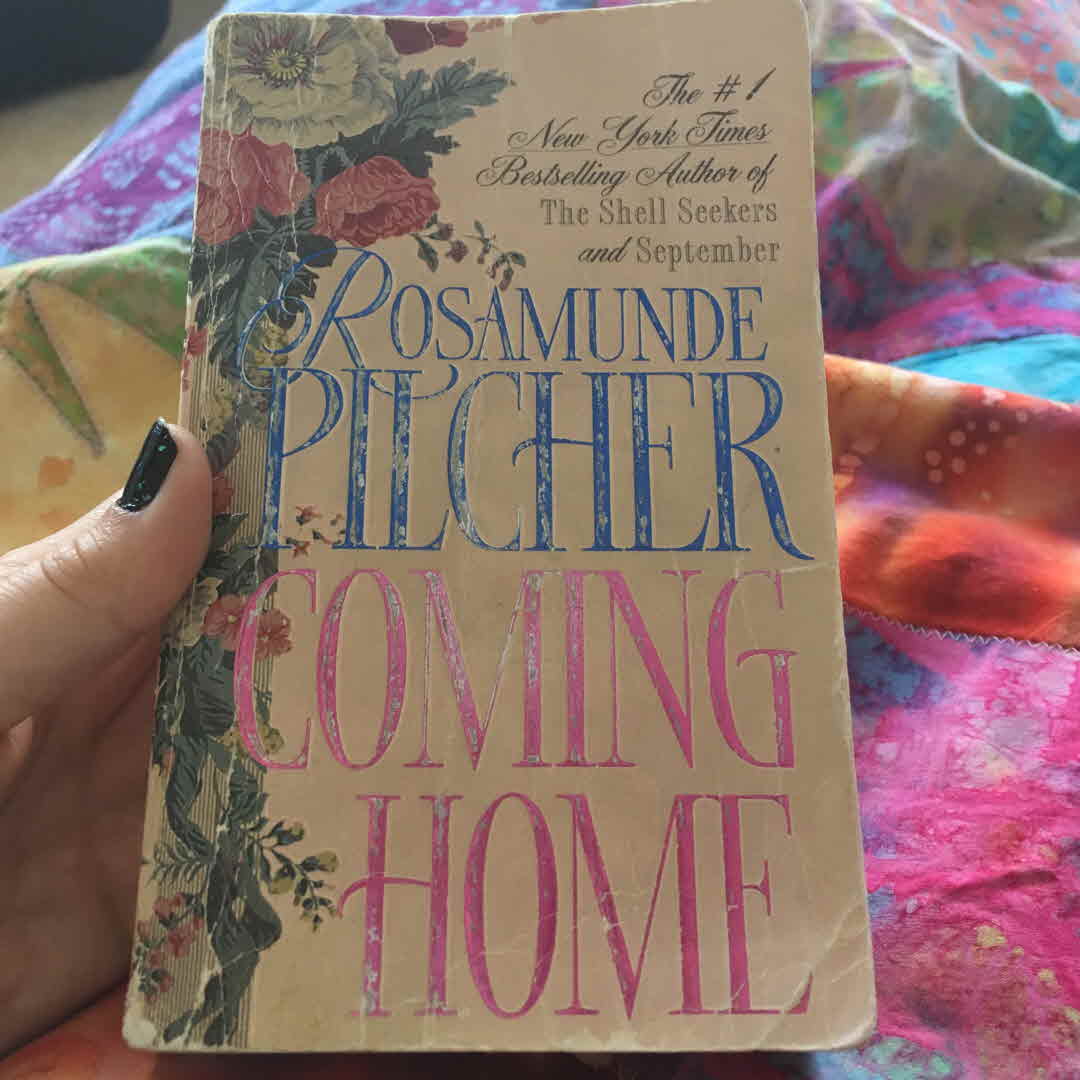 The #1
New York Times
Bestselling Author of
The Shell Seekers
and September
ROSAMUNDE
PILCHER
COMING
HOME